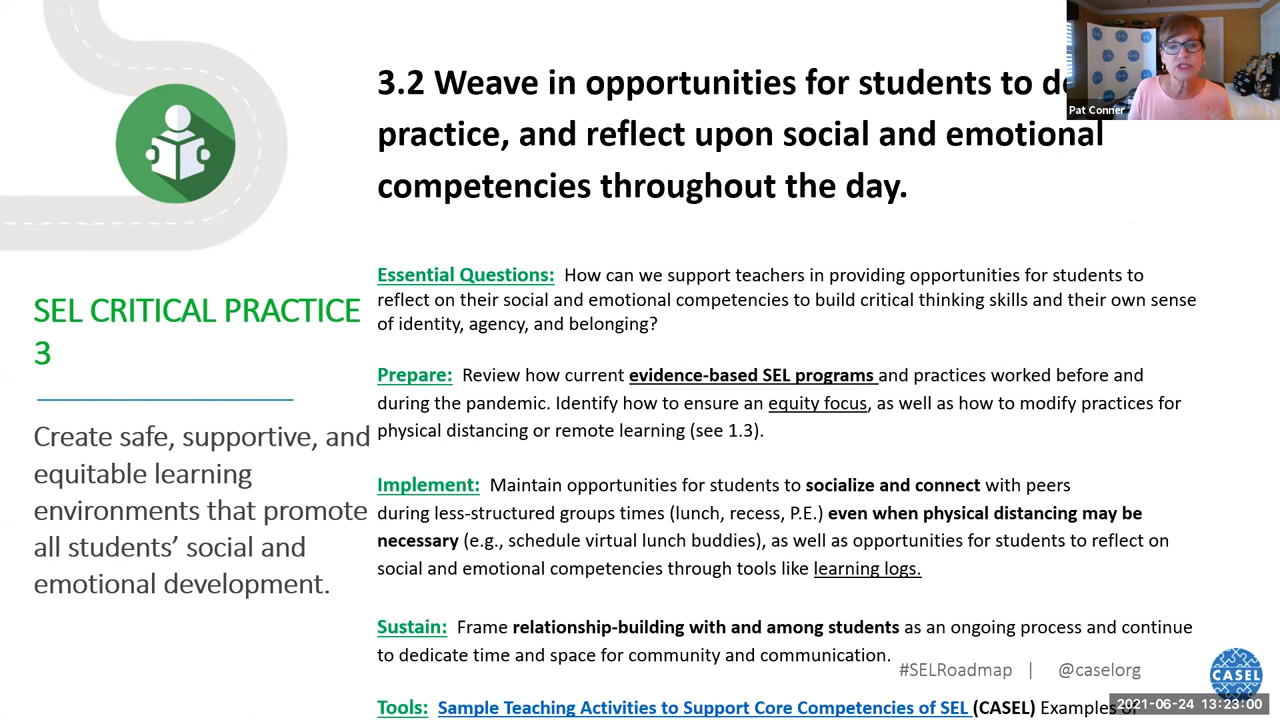 3.2 Weave in opportunities for students to
practice, and reflect upon social and emotional
competencies throughout the day.
Pat Conner
SEL CRITICAL PRACTICE
3
Create safe, supportive, and
equitable learning
environments that promote
all students’ social and
emotional development.
Essential Questions: How can we support teachers in providing opportunities for students to
reflect on their social and emotional competencies to build critical thinking skills and their own sense
of identity, agency, and belonging?
Prepare: Review how current evidence-based SEL programs and practices worked before and
during the pandemic. Identify how to ensure an equity focus, as well as how to modify practices for
physical distancing or remote learning (see 1.3).
Implement: Maintain opportunities for students to socialize and connect with peers
during less-structured groups times (lunch, recess, P.E.) even when physical distancing may be
necessary (e.g., schedule virtual lunch buddies), as well as opportunities for students to reflect on
social and emotional competencies through tools like learning logs.
Sustain: Frame relationship-building with and among students as an ongoing process and continue
to dedicate time and space for community and communication.
#SELRoadmap | @caselorg
CASEL
Tools: Sample Teaching Activities to Support Core Competencies of SEL (CASEL) Examples of
2021-06-24 13:23:00